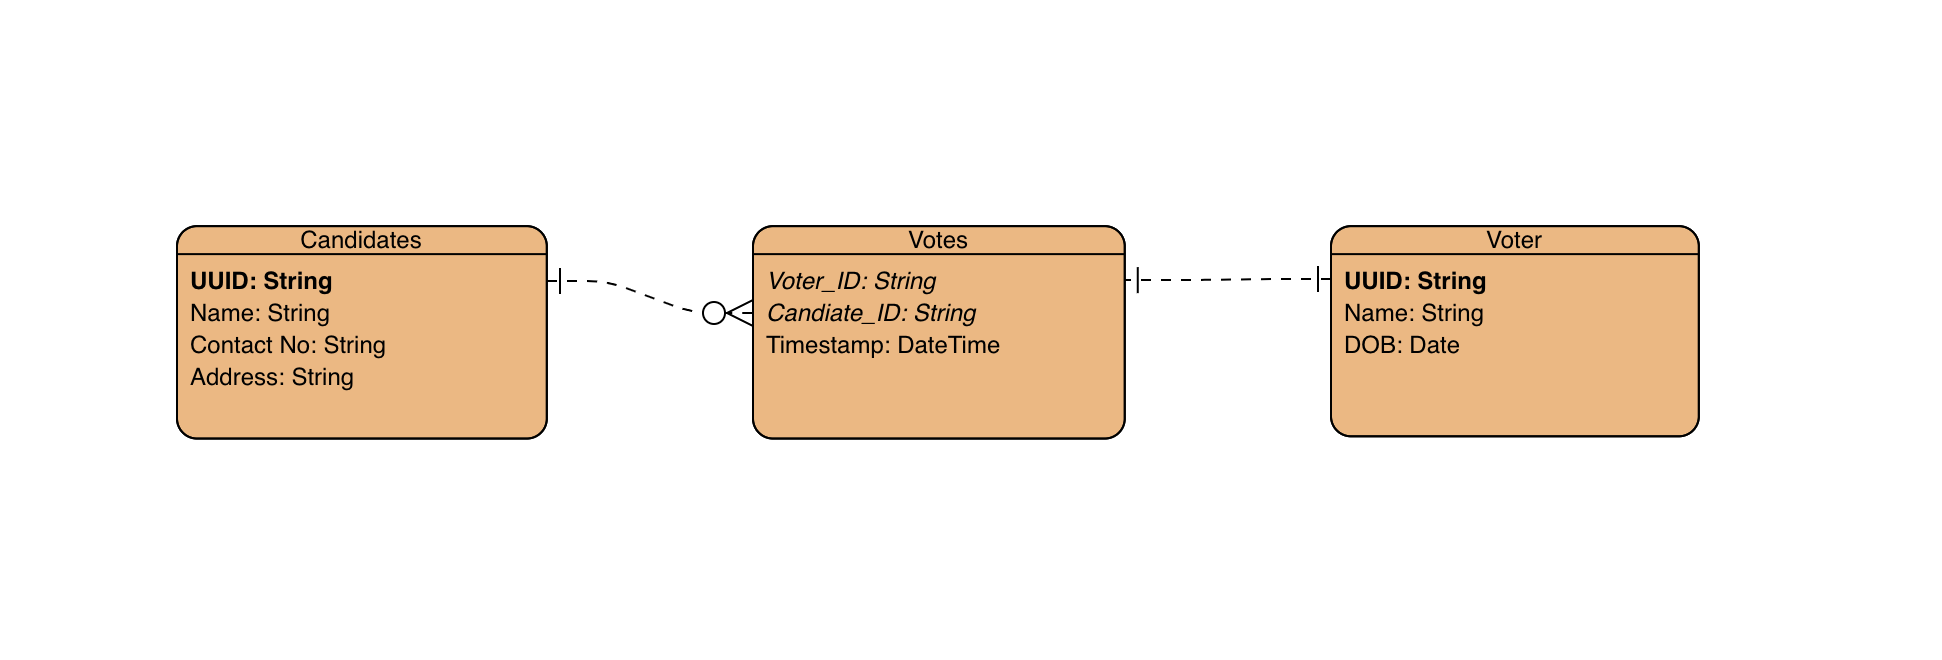 Candidates
UUID: String
Name: String
Contact No: String
Address: String
Votes
Voter_ID: String
Candiate_ID: String
Timestamp: DateTime
Voter
UUID: String
Name: String
DOB: Date